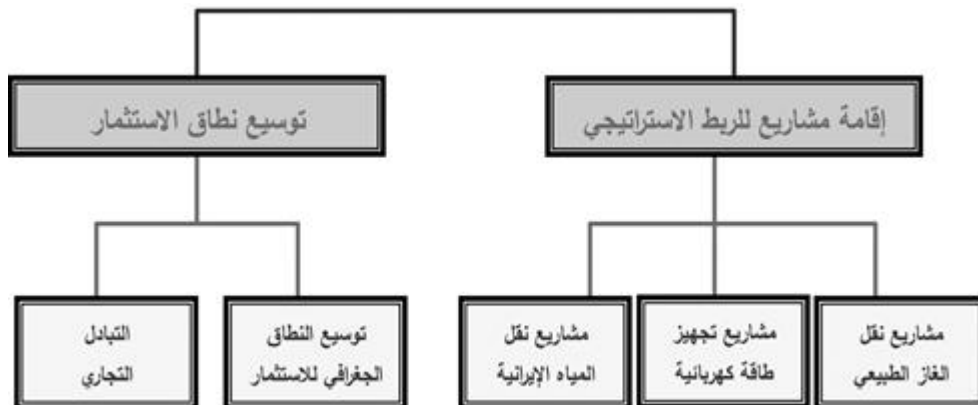 إقامة مشاريع للربط الاستراتيجي
توسيع نطاق الاستثمار
مشاريع نقل
الغاز الطبيعي
مشاريع تجهيز
طاقة كهربائية
مشاريع نقل
المياه الإيرانية
توسيع النطاق
الجغرافي للاستثمار
التبادل
التجاري